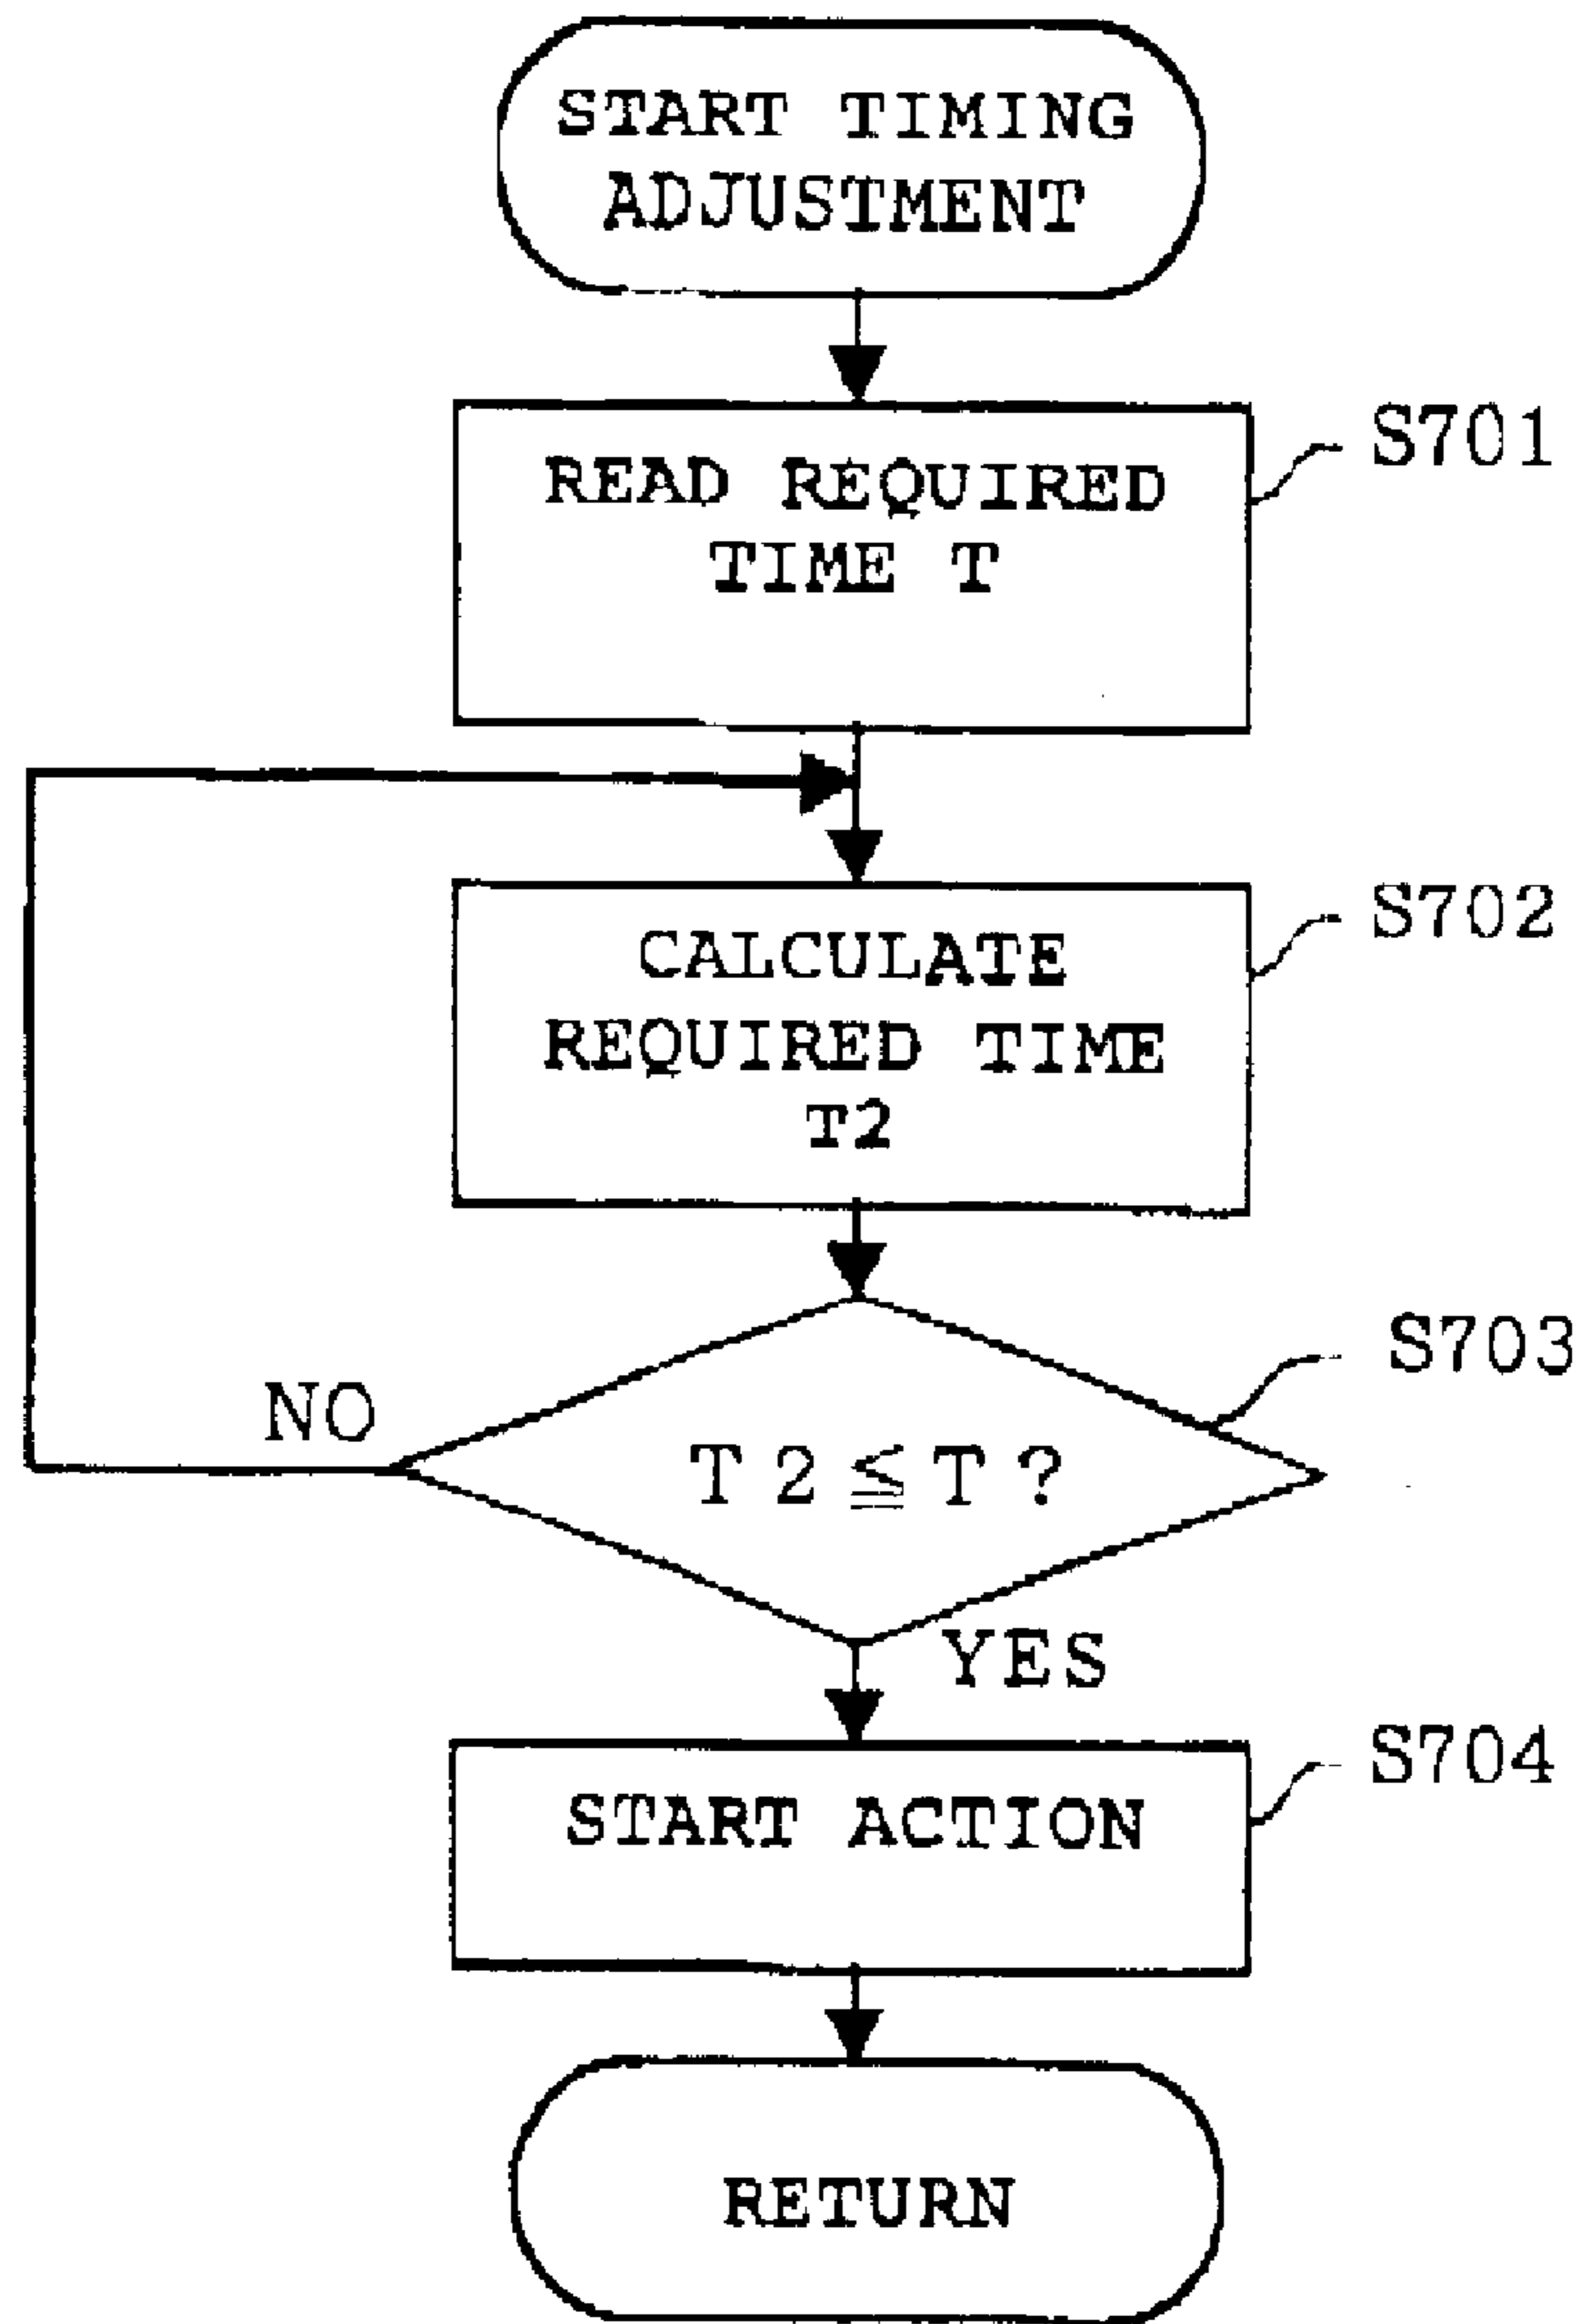 START TIMING
ADJUSTMENT
S701
READ REQUIRED
TIME T
S702
CALCULATE
REQUIRED TIME
T2
S703
NO
T2≦T?
YES
S704
START ACTION
RETURN